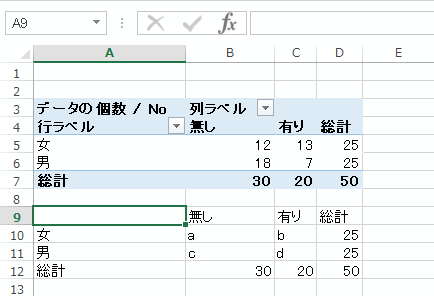 A9 fx
A B C D E
1
2
3 データの個数 / No 列ラベル
4 行ラベル 無し 有り 総計
5 女 12 13 25
6 男 18 7 25
7 総計 30 20 50
8
9 無し 有り 総計
10 女 a b 25
11 男 c d 25
12 総計 30 20 50
13